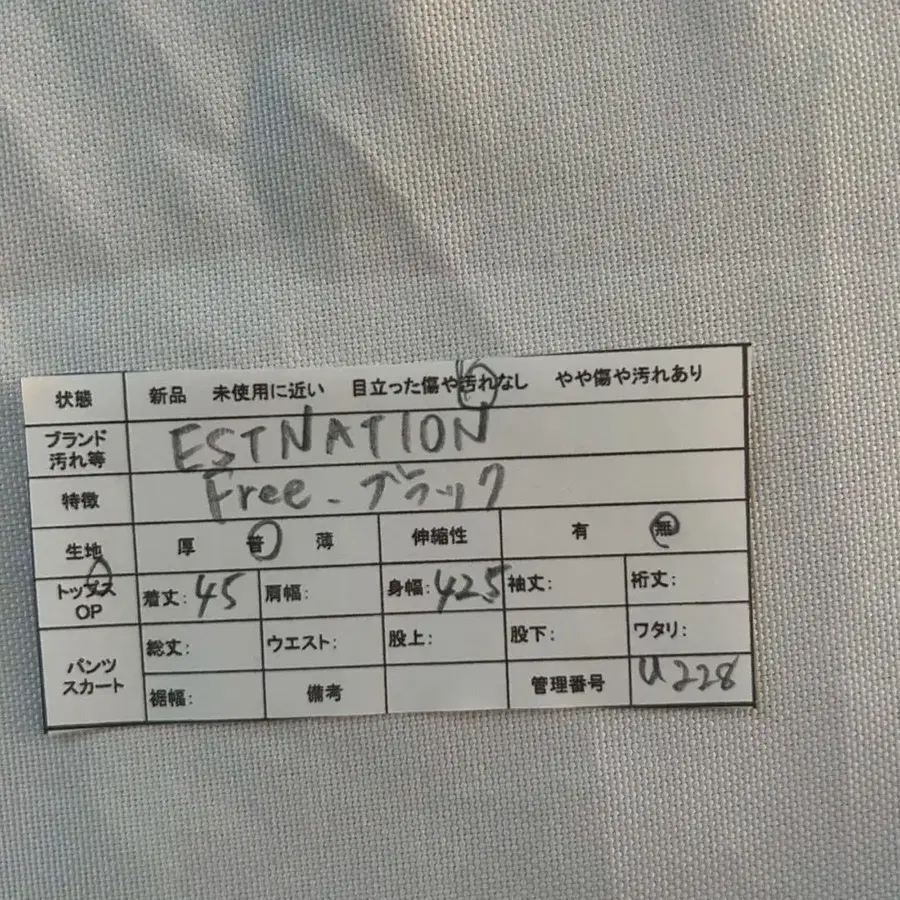 状態 新品 未使用に近い 目立った傷や汚れなし やや傷や汚れあり
ブランド 汚れ等 ESTNATION
特徴 Free - ブラック
生地 厚 普 薄 伸縮性 有 無
トップス OP 着丈: 45 肩幅: 身幅: 42.5 袖丈: 裄丈:
パンツ スカート 総丈: ウエスト: 股上: 股下: ワタリ:
裾幅: 備考 管理番号 U228